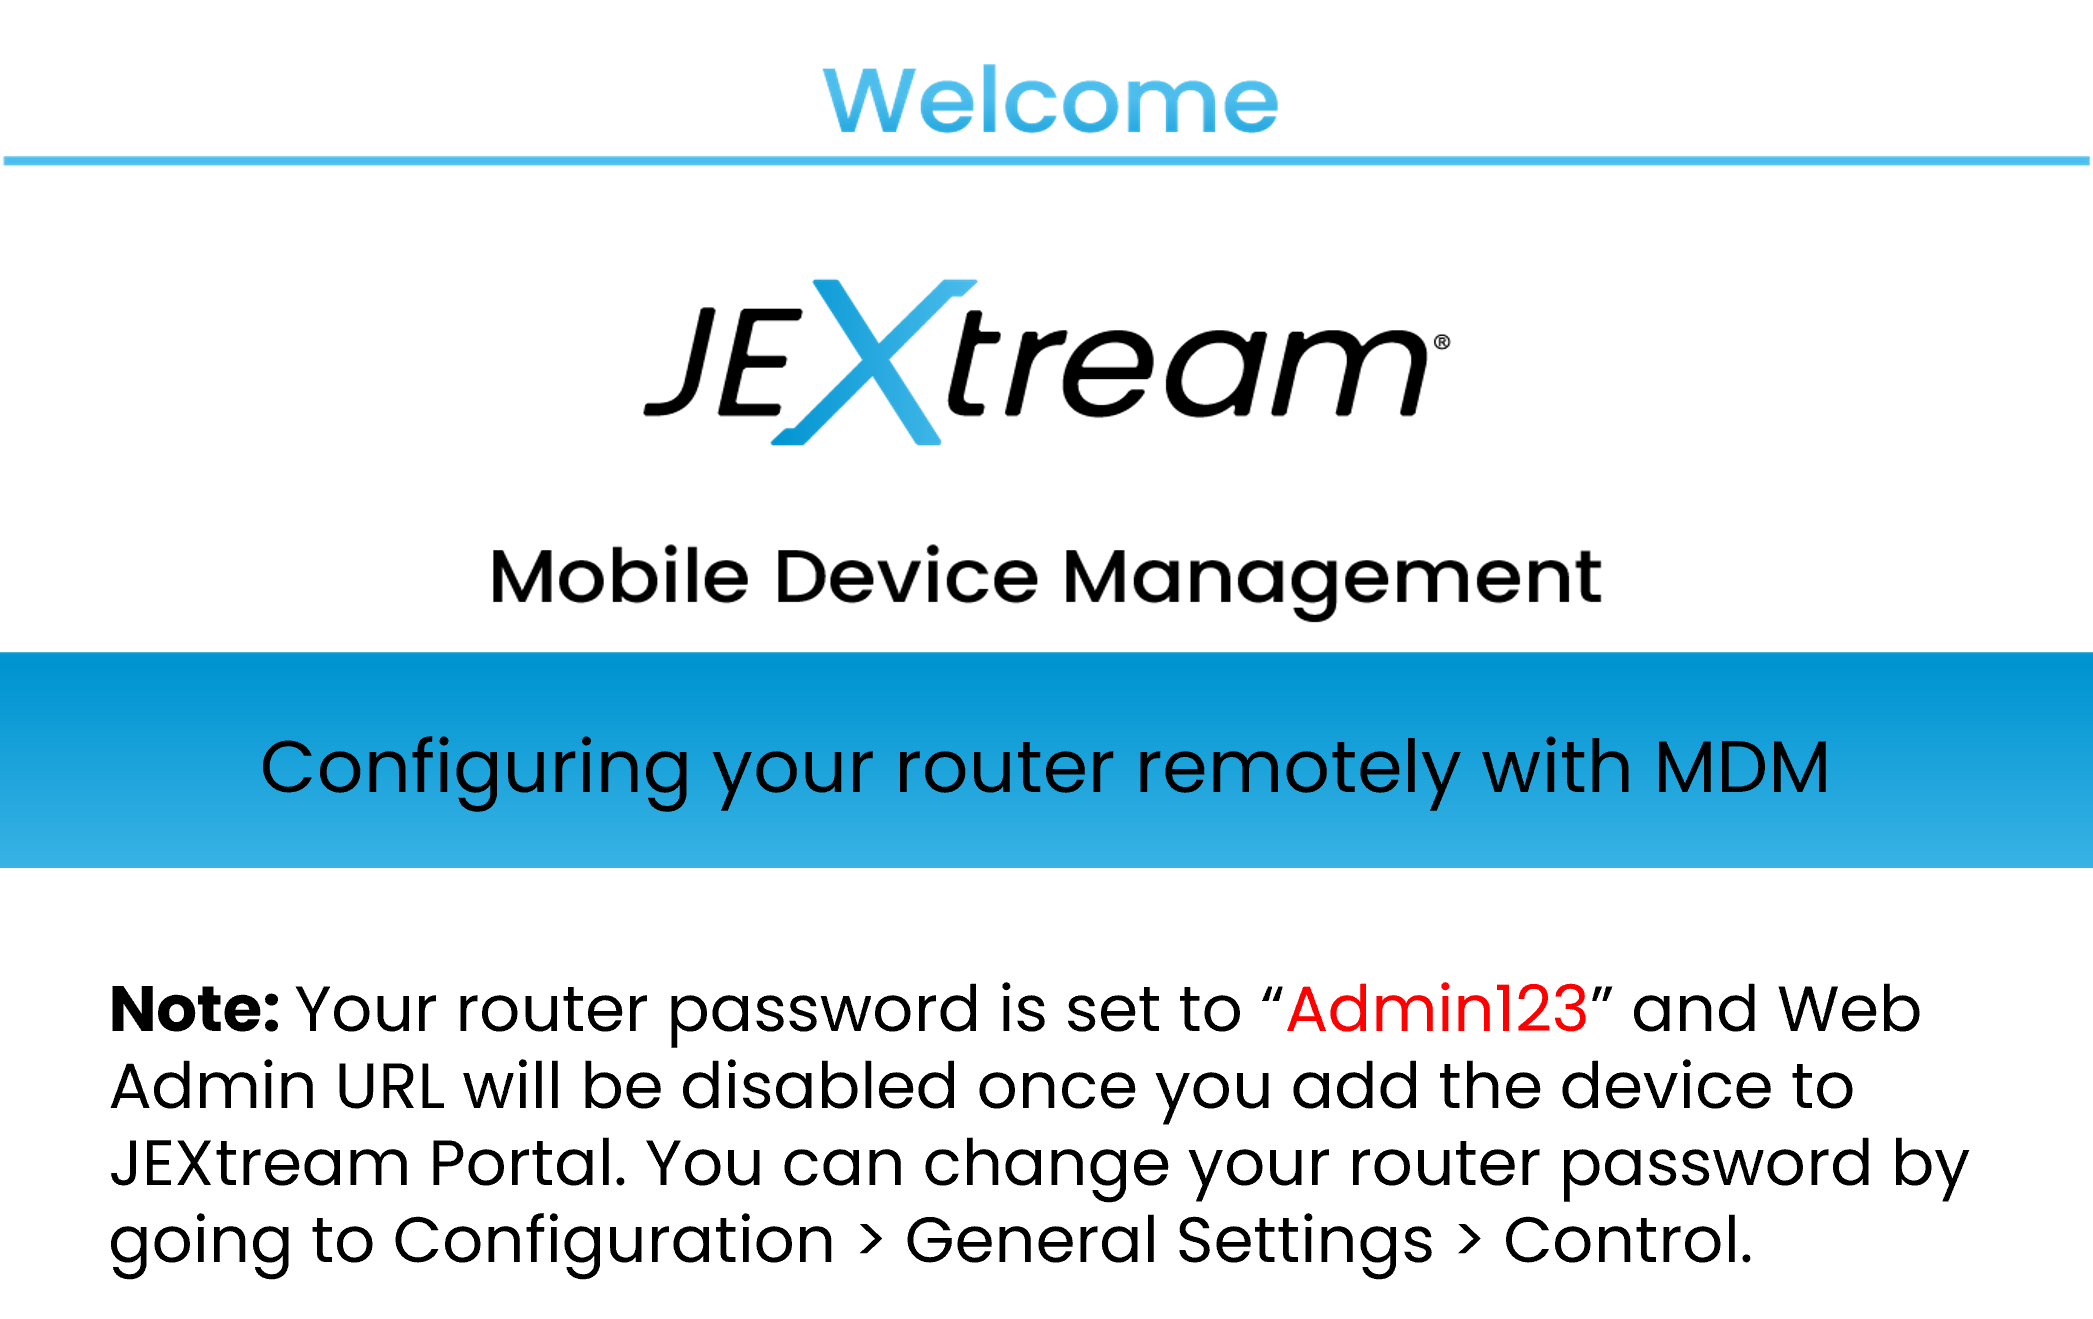 Welcome
JEXtream®
Mobile Device Management
Configuring your router remotely with MDM
Note: Your router password is set to “Admin123” and Web
Admin URL will be disabled once you add the device to
JEXtream Portal. You can change your router password by
going to Configuration > General Settings > Control.